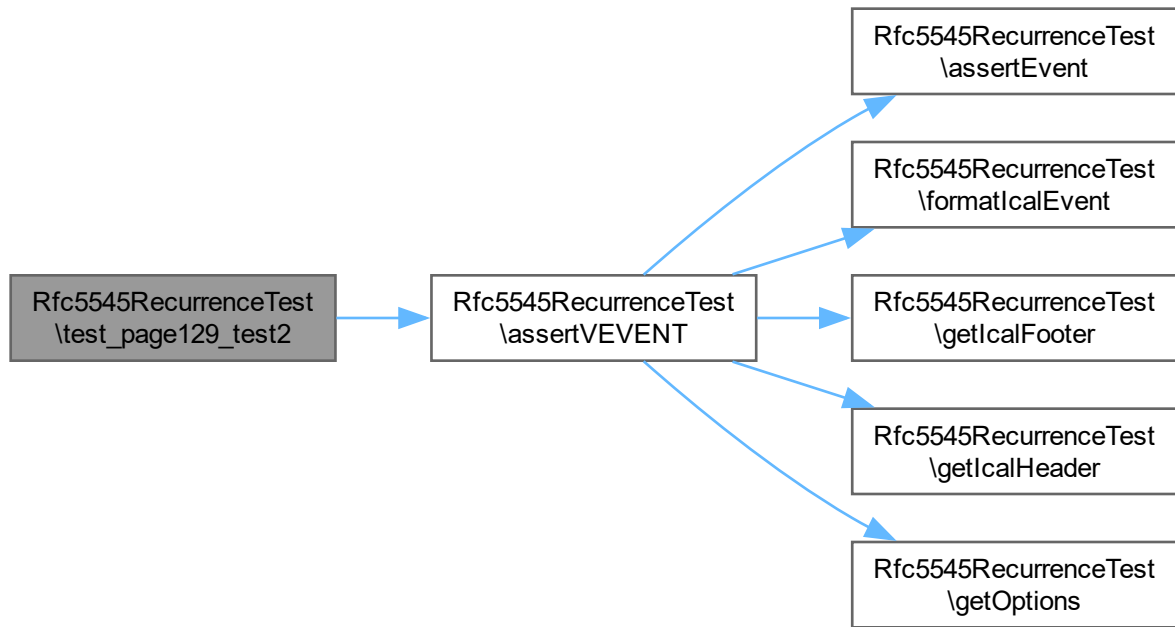 Rfc5545RecurrenceTest
\test_page129_test2
Rfc5545RecurrenceTest
\assertVEVENT
Rfc5545RecurrenceTest
\assertEvent
Rfc5545RecurrenceTest
\formatIcalEvent
Rfc5545RecurrenceTest
\getIcalFooter
Rfc5545RecurrenceTest
\getIcalHeader
Rfc5545RecurrenceTest
\getOptions